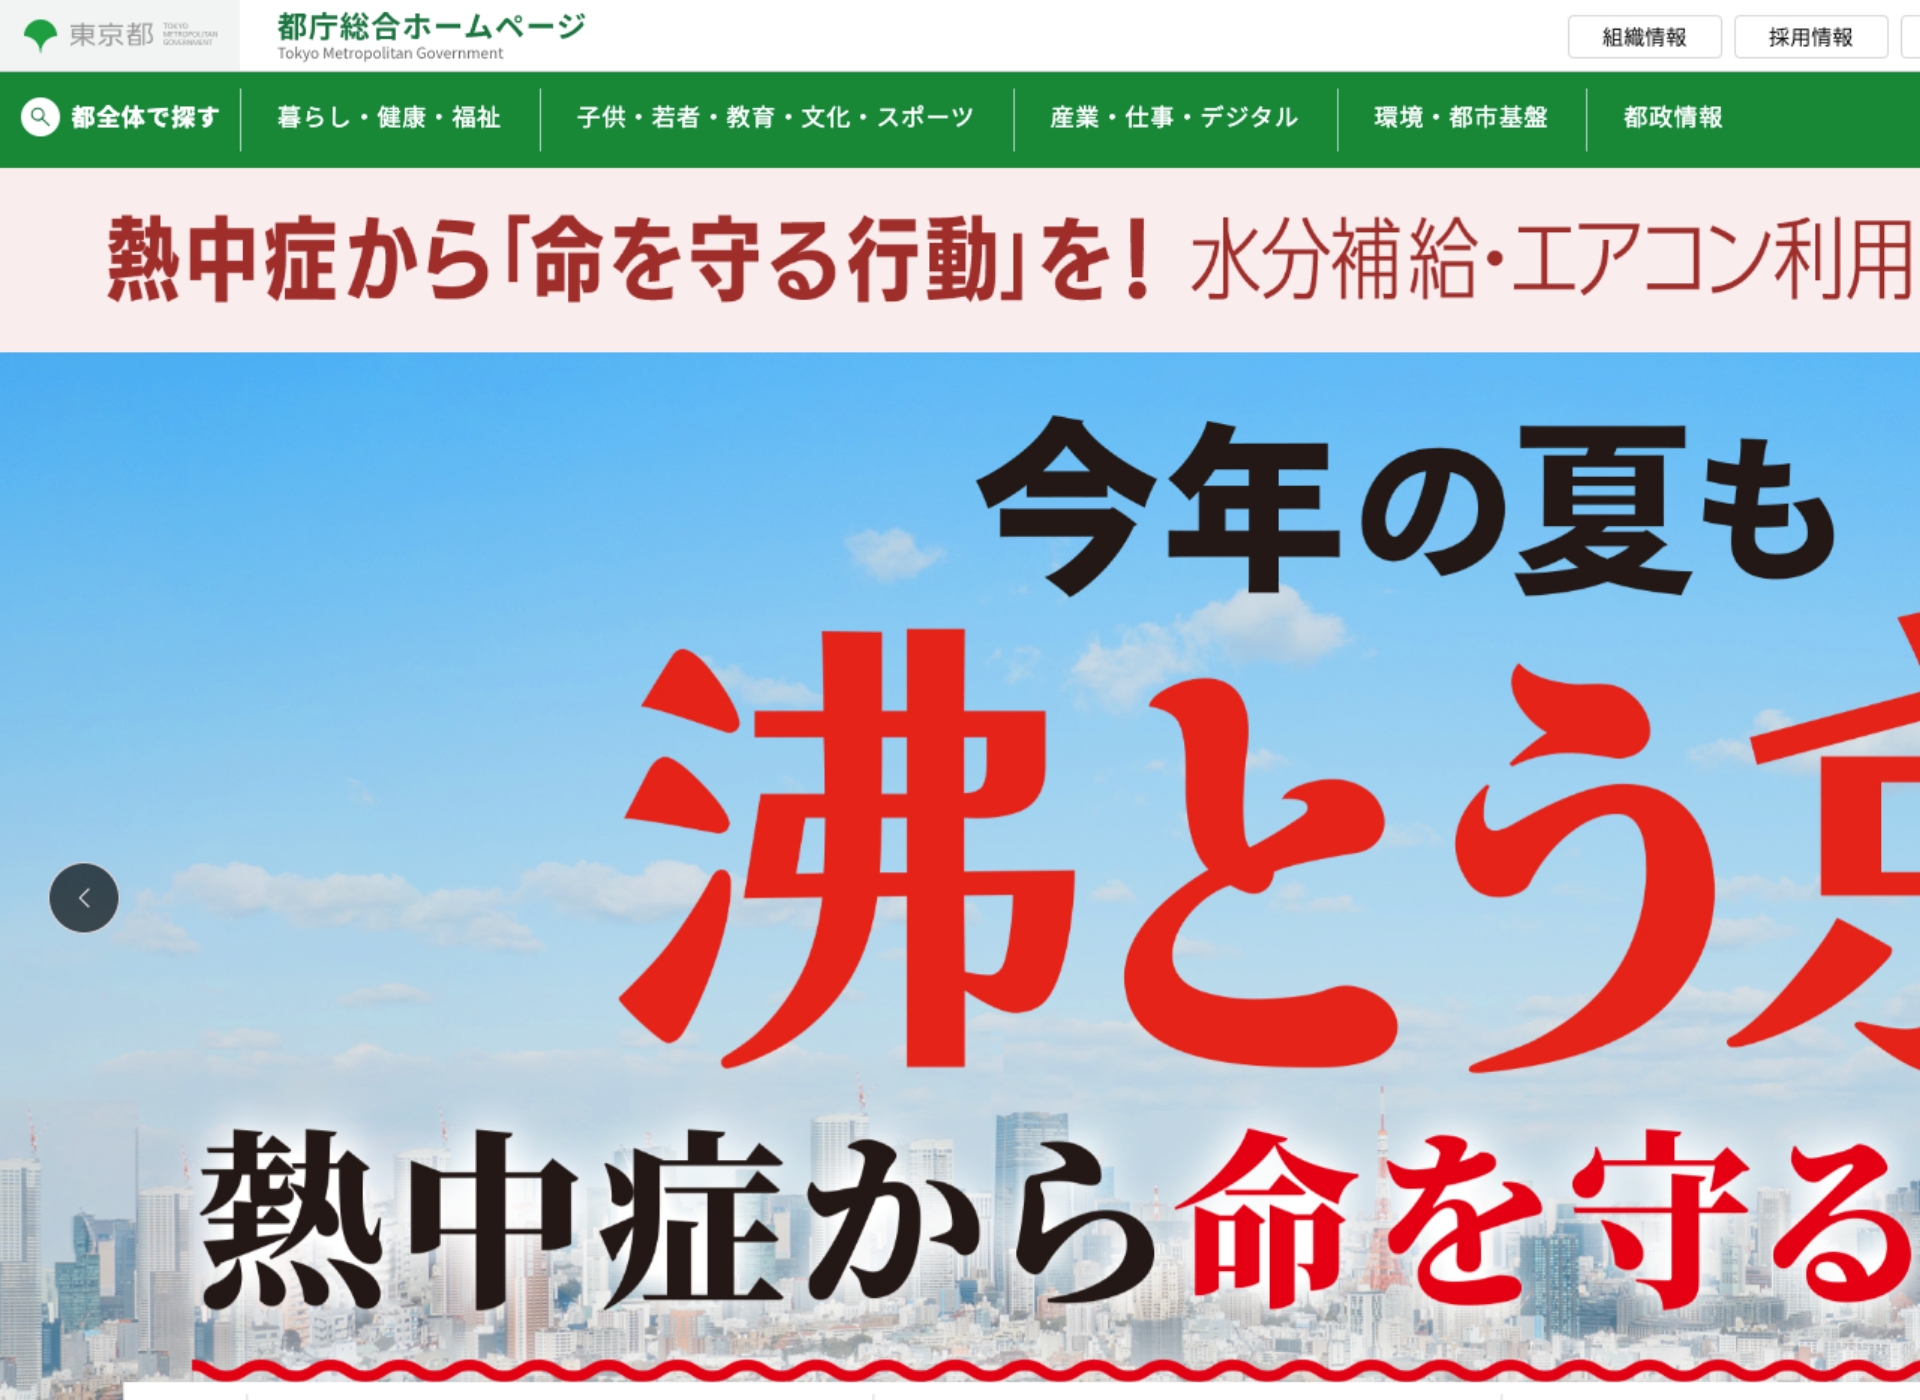 東京都 TOKYO METROPOLITAN GOVERNMENT
都庁総合ホームページ
Tokyo Metropolitan Government
組織情報 採用情報
都全体で探す 暮らし・健康・福祉 子供・若者・教育・文化・スポーツ 産業・仕事・デジタル 環境・都市基盤 都政情報
熱中症から「命を守る行動」を！ 水分補給・エアコン利用
今年の夏も
沸とう京
熱中症から命を守る